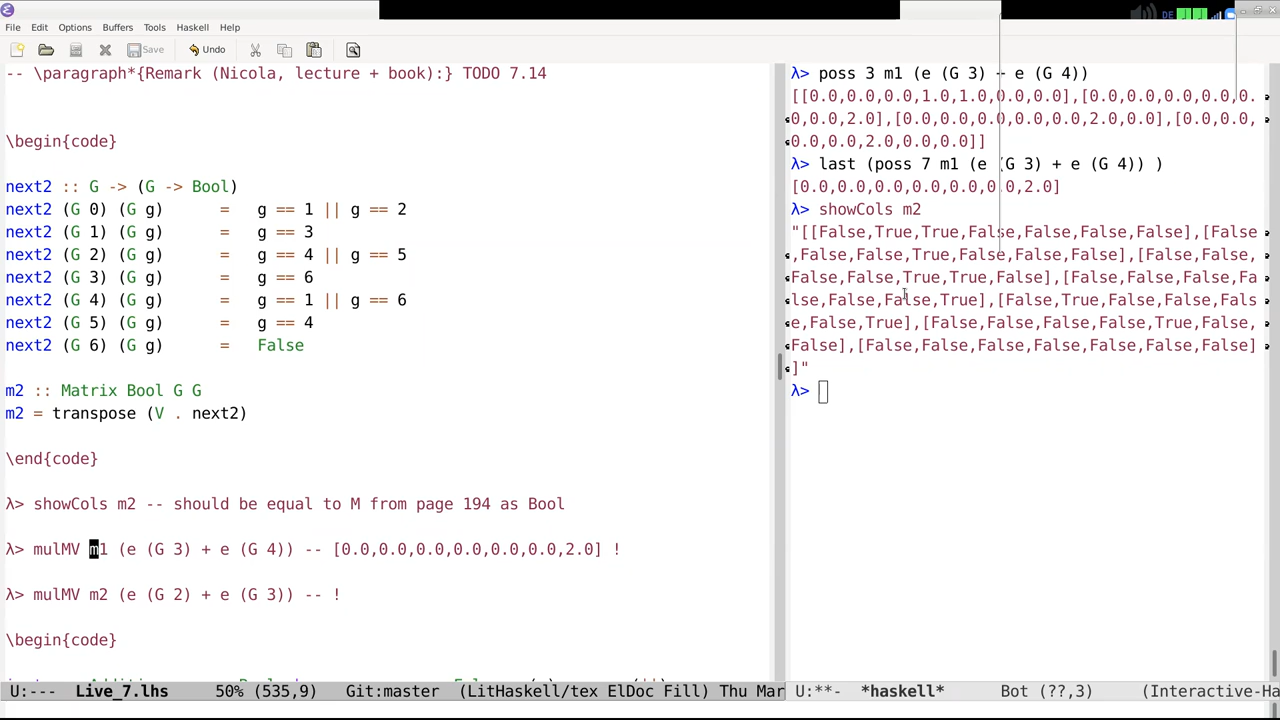 DE
File Edit Options Buffers Tools Haskell Help
Save Undo
-- \paragraph*{Remark (Nicola, lecture + book):} TODO 7.14
\begin{code}
next2 :: G -> (G -> Bool)
next2 (G 0) (G g) = g == 1 || g == 2
next2 (G 1) (G g) = g == 3
next2 (G 2) (G g) = g == 4 || g == 5
next2 (G 3) (G g) = g == 6
next2 (G 4) (G g) = g == 1 || g == 6
next2 (G 5) (G g) = g == 4
next2 (G 6) (G g) = False
m2 :: Matrix Bool G G
m2 = transpose (V . next2)
\end{code}
λ> showCols m2 -- should be equal to M from page 194 as Bool
λ> mulMV m1 (e (G 3) + e (G 4)) -- [0.0,0.0,0.0,0.0,0.0,0.0,2.0] !
λ> mulMV m2 (e (G 2) + e (G 3)) -- !
\begin{code}
U:--- Live_7.lhs 50% (535,9) Git:master (LitHaskell/tex ElDoc Fill) Thu Mar
λ> poss 3 m1 (e (G 3) + e (G 4))
[[0.0,0.0,0.0,1.0,1.0,0.0,0.0],[0.0,0.0,0.0,0.0,0.
0,0.0,2.0],[0.0,0.0,0.0,0.0,0.0,2.0,0.0],[0.0,0.0,
0.0,0.0,2.0,0.0,0.0]]
λ> last (poss 7 m1 (e (G 3) + e (G 4)) )
[0.0,0.0,0.0,0.0,0.0,0.0,2.0]
λ> showCols m2
"[[False,True,True,False,False,False,False],[False
,False,False,True,False,False,False],[False,False,
False,False,True,True,False],[False,False,False,Fa
lse,False,False,True],[False,True,False,False,Fals
e,False,True],[False,False,False,False,True,False,
False],[False,False,False,False,False,False,False]
]"
λ>
U:**- *haskell* Bot (??,3) (Interactive-Ha